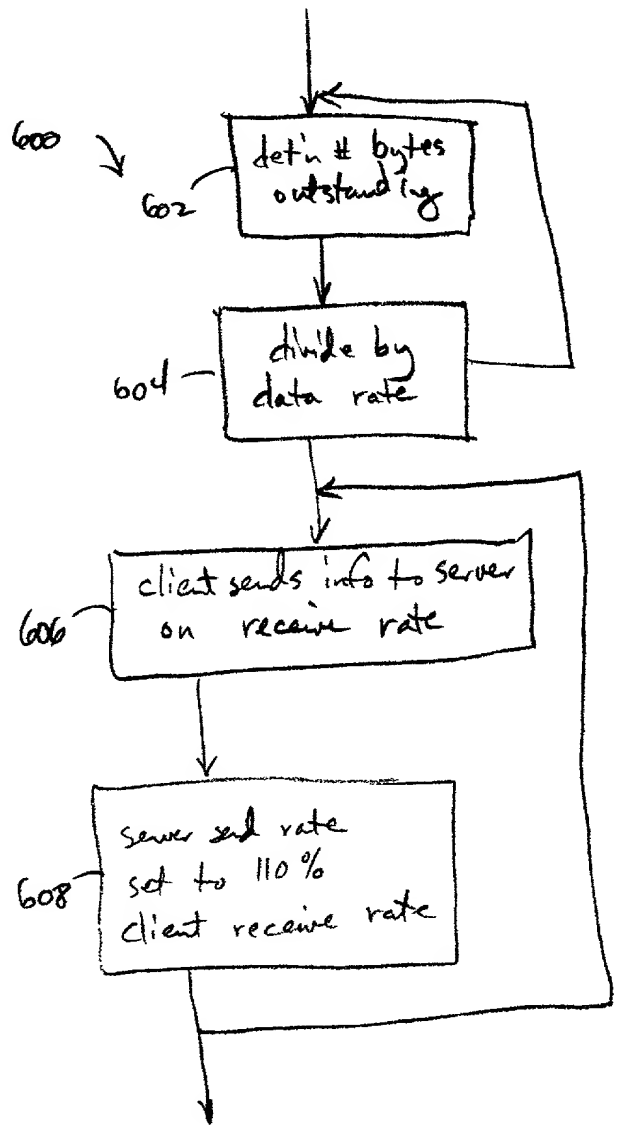 600
det'n # bytes
outstanding
602
divide by
data rate
604
client sends info to server
on receive rate
606
server send rate
set to 110%
client receive rate
608